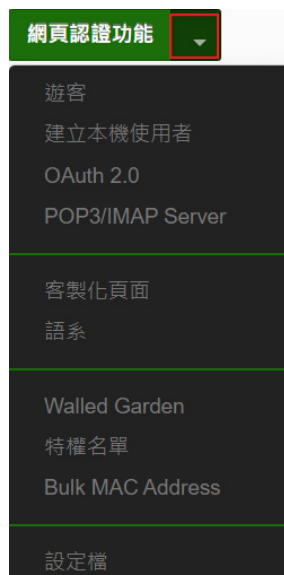 網頁認證功能
遊客
建立本機使用者
OAuth 2.0
POP3/IMAP Server
客製化頁面
語系
Walled Garden
特權名單
Bulk MAC Address
設定檔